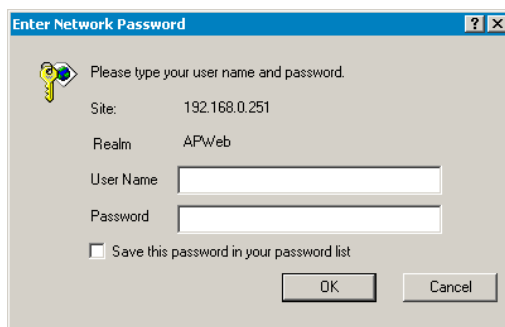 Enter Network Password
Please type your user name and password.
Site: 192.168.0.251
Realm APWeb
User Name
Password
Save this password in your password list
OK Cancel